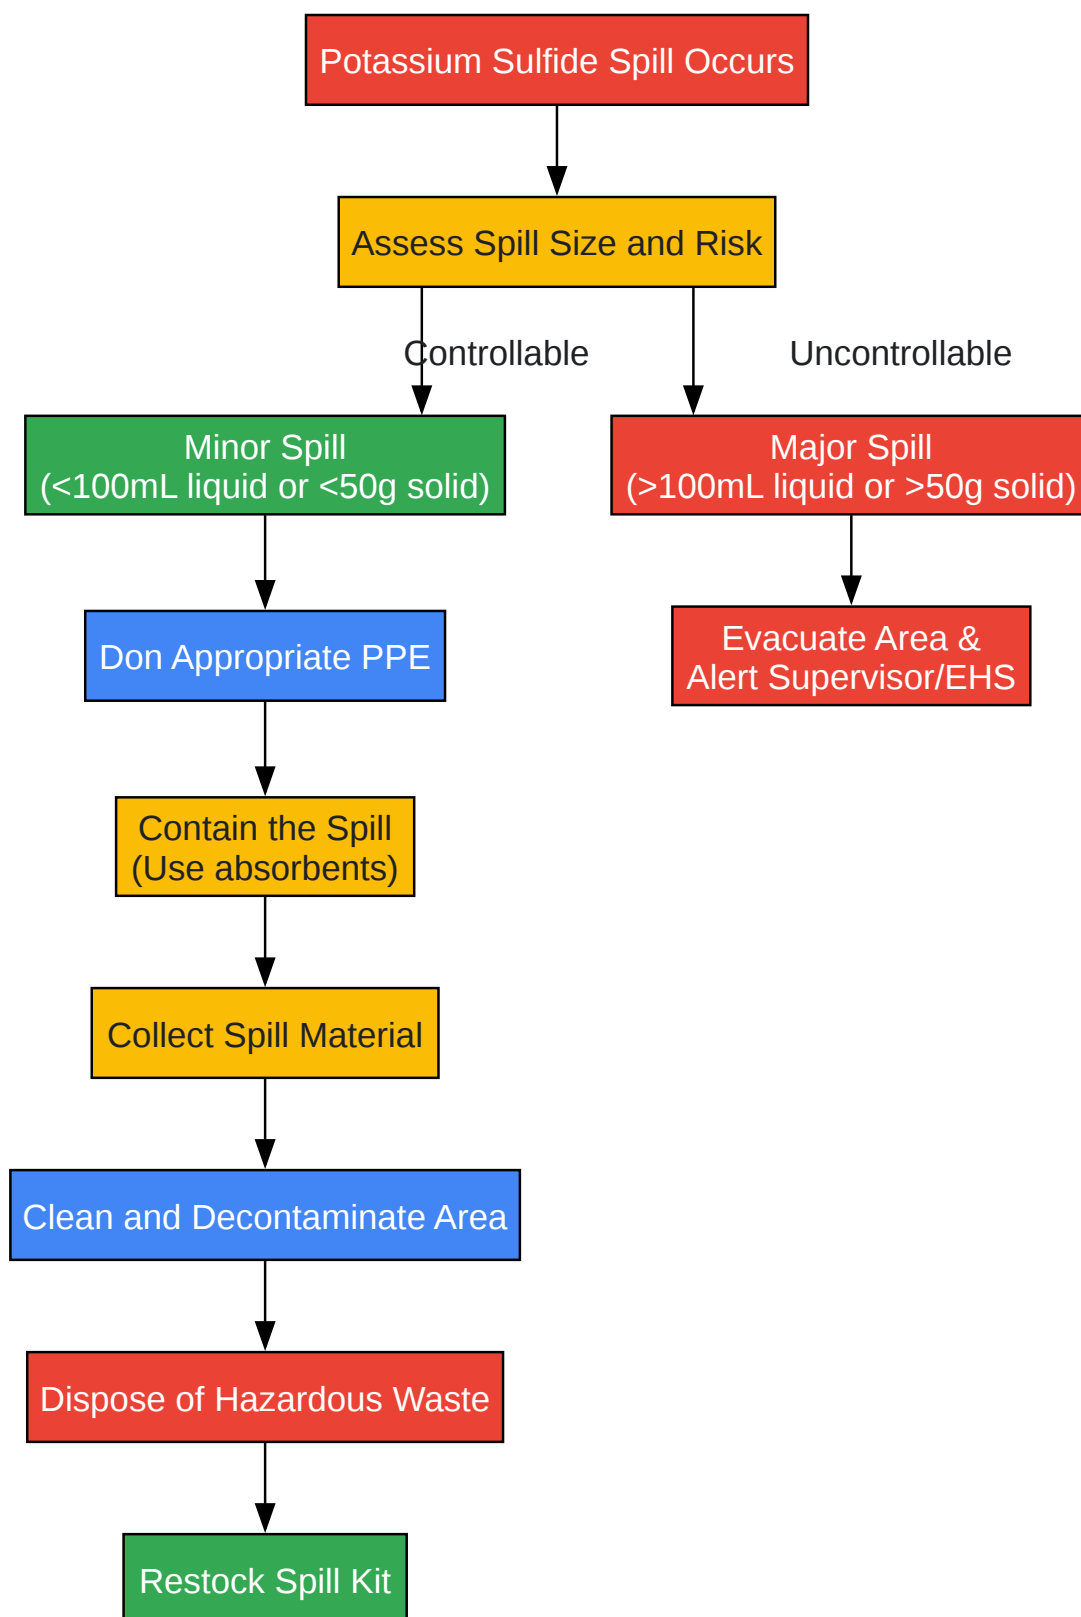 Potassium Sulfide Spill Occurs
Assess Spill Size and Risk
Controllable
Uncontrollable
Minor Spill
(<100mL liquid or <50g solid)
Major Spill
(>100mL liquid or >50g solid)
Don Appropriate PPE
Evacuate Area &
Alert Supervisor/EHS
Contain the Spill
(Use absorbents)
Collect Spill Material
Clean and Decontaminate Area
Dispose of Hazardous Waste
Restock Spill Kit